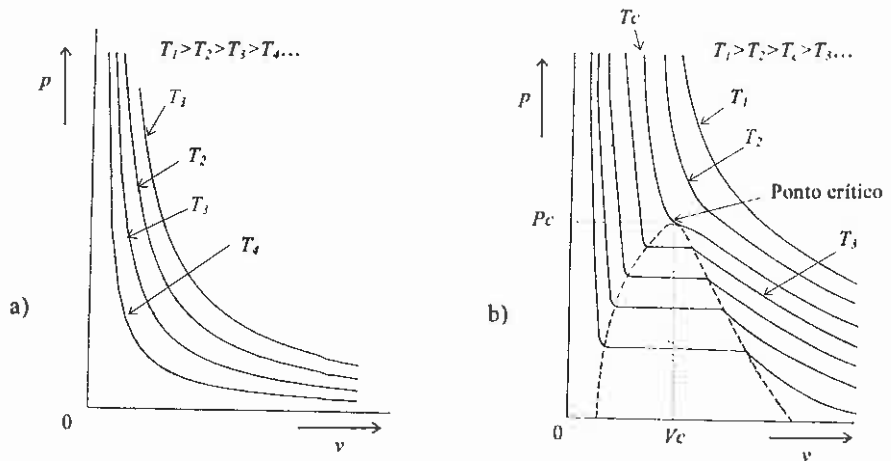 p
T₁>T₂>T₃>T₄...
T₁
T₂
T₃
T₄
a)
0
v
Tc
p
T₁>T₂>T꜀>T₃...
T₁
T₂
Ponto crítico
Pc
T₃
b)
0
Vc
v